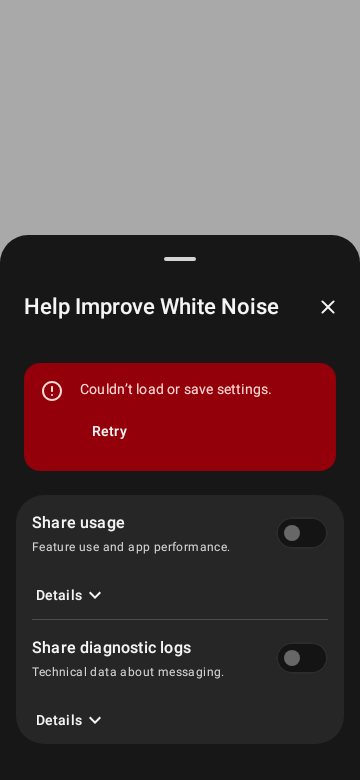 Help Improve White Noise
Couldn’t load or save settings.
Retry
Share usage
Feature use and app performance.
Details
Share diagnostic logs
Technical data about messaging.
Details